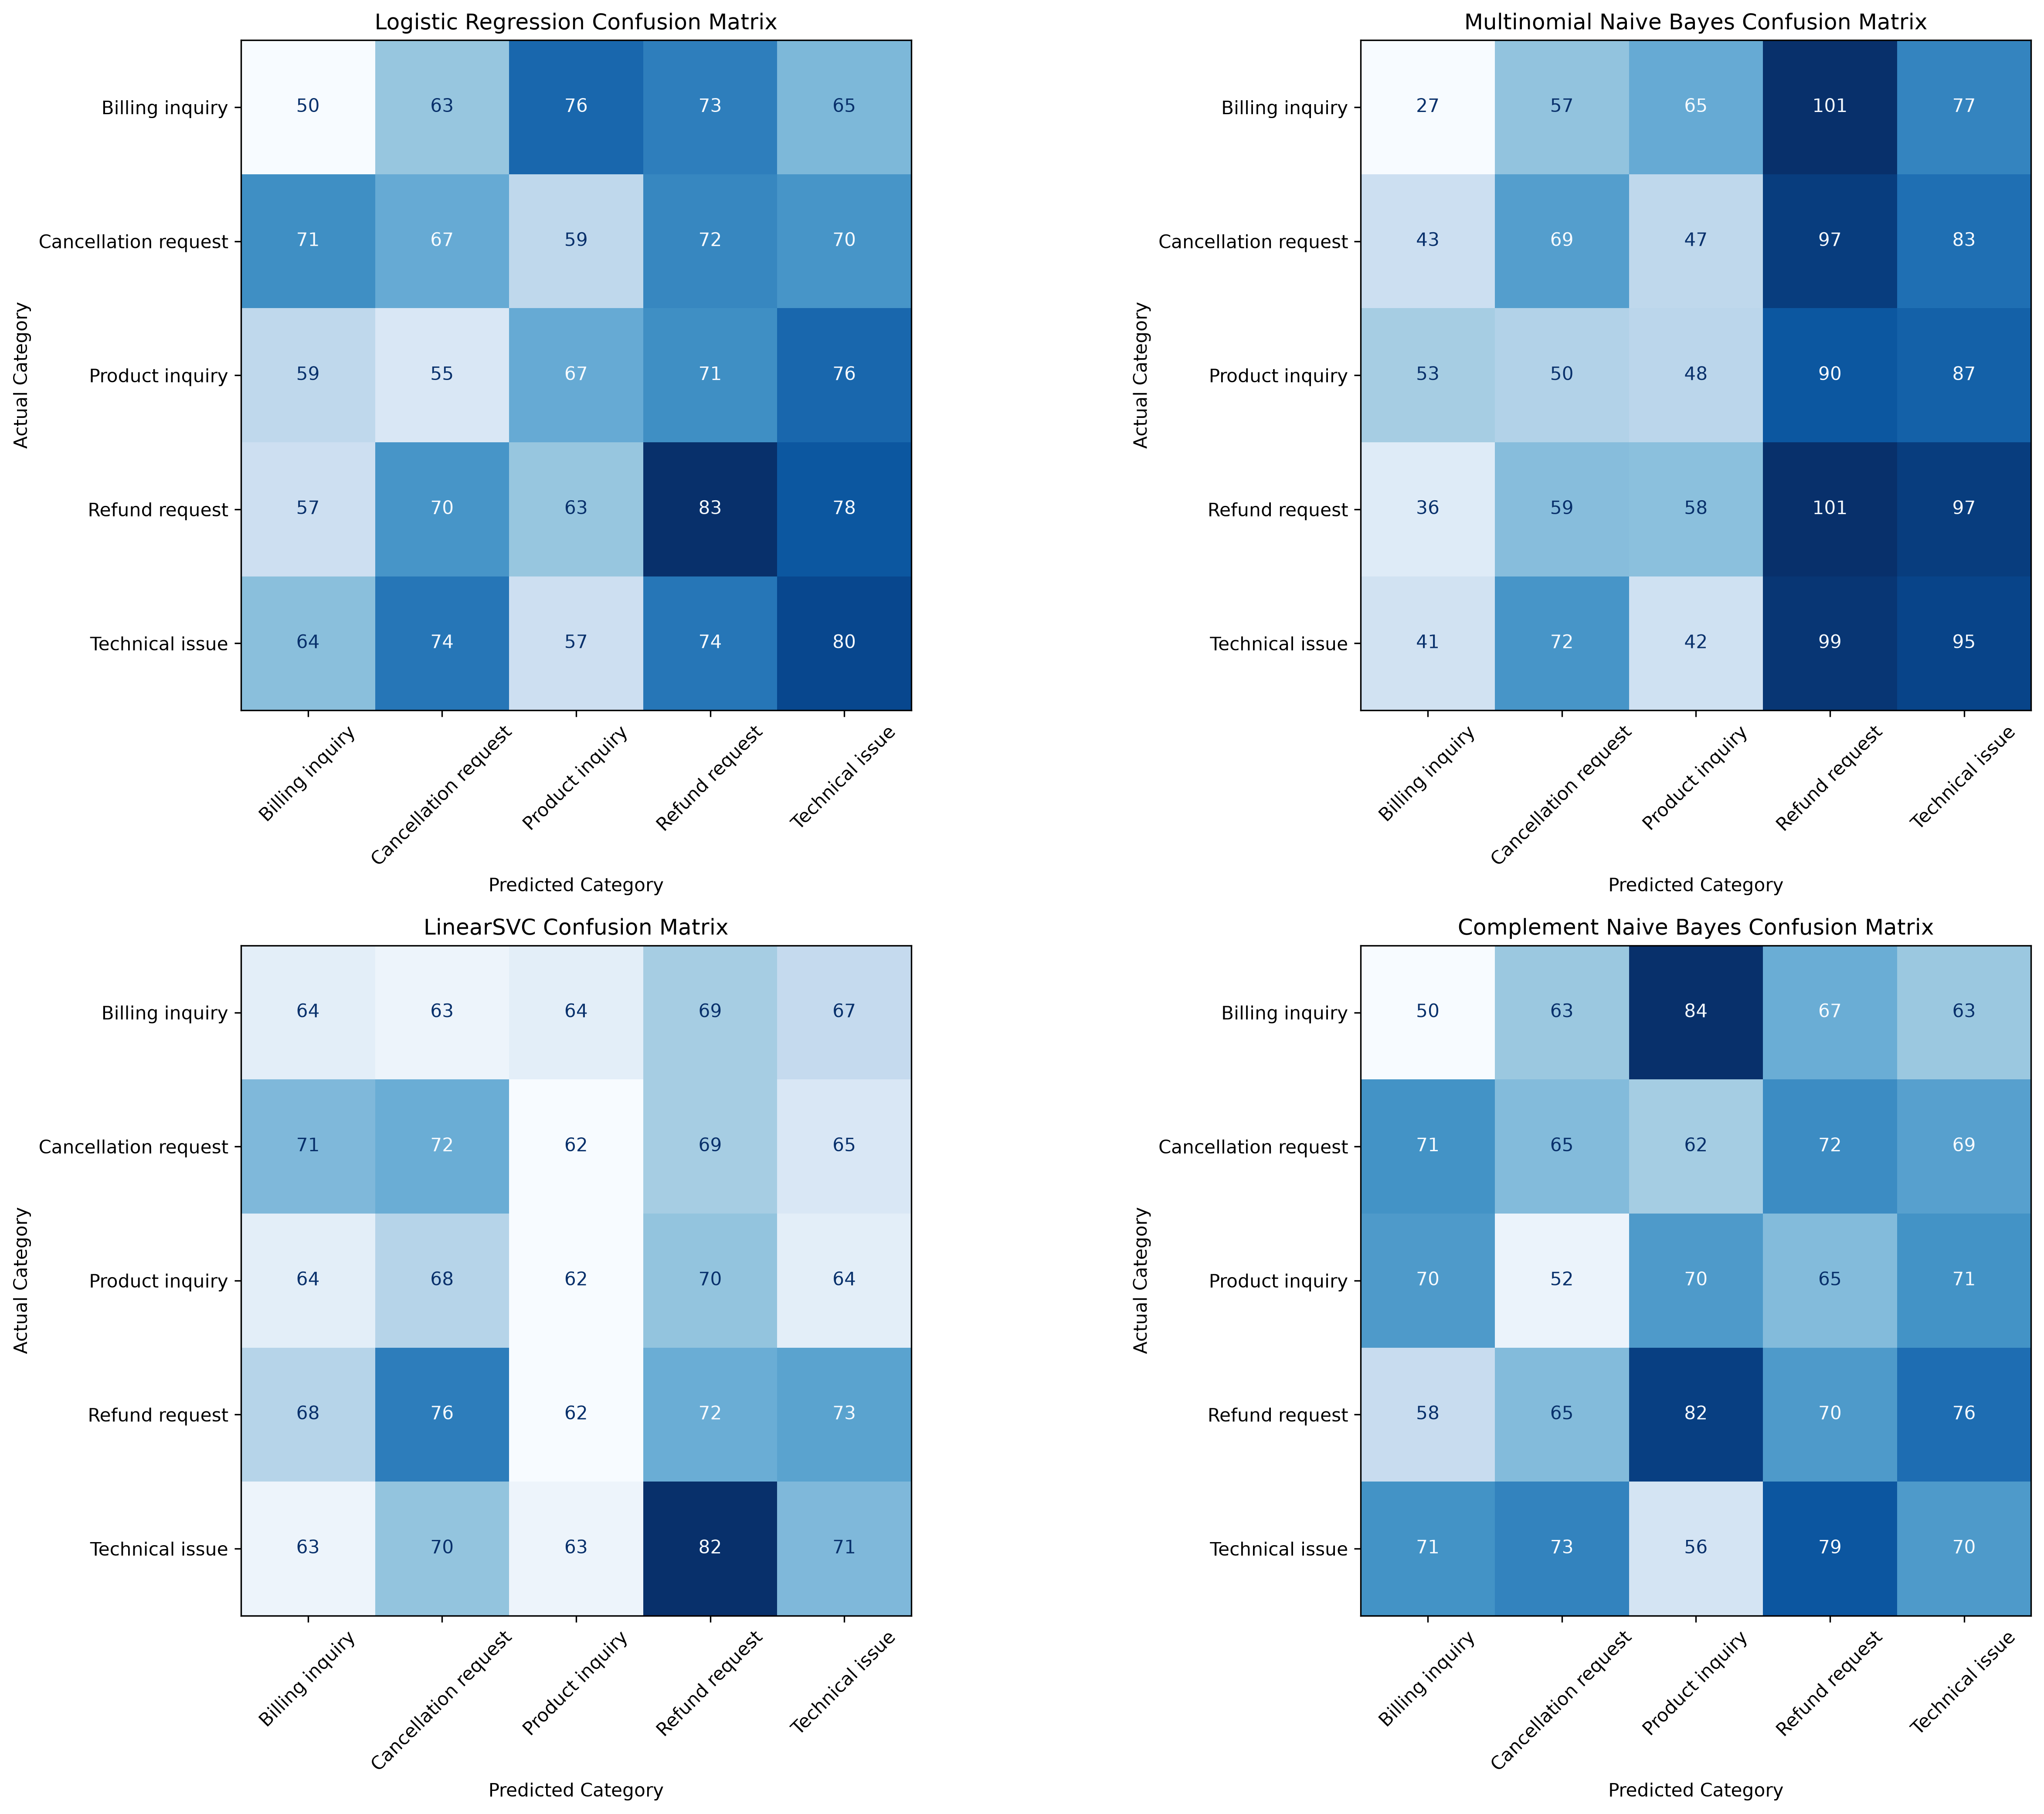 Logistic Regression Confusion Matrix
Actual Category
Billing inquiry 50 63 76 73 65
Cancellation request 71 67 59 72 70
Product inquiry 59 55 67 71 76
Refund request 57 70 63 83 78
Technical issue 64 74 57 74 80
Billing inquiry Cancellation request Product inquiry Refund request Technical issue
Predicted Category
Multinomial Naive Bayes Confusion Matrix
Actual Category
Billing inquiry 27 57 65 101 77
Cancellation request 43 69 47 97 83
Product inquiry 53 50 48 90 87
Refund request 36 59 58 101 97
Technical issue 41 72 42 99 95
Billing inquiry Cancellation request Product inquiry Refund request Technical issue
Predicted Category
LinearSVC Confusion Matrix
Actual Category
Billing inquiry 64 63 64 69 67
Cancellation request 71 72 62 69 65
Product inquiry 64 68 62 70 64
Refund request 68 76 62 72 73
Technical issue 63 70 63 82 71
Billing inquiry Cancellation request Product inquiry Refund request Technical issue
Predicted Category
Complement Naive Bayes Confusion Matrix
Actual Category
Billing inquiry 50 63 84 67 63
Cancellation request 71 65 62 72 69
Product inquiry 70 52 70 65 71
Refund request 58 65 82 70 76
Technical issue 71 73 56 79 70
Billing inquiry Cancellation request Product inquiry Refund request Technical issue
Predicted Category